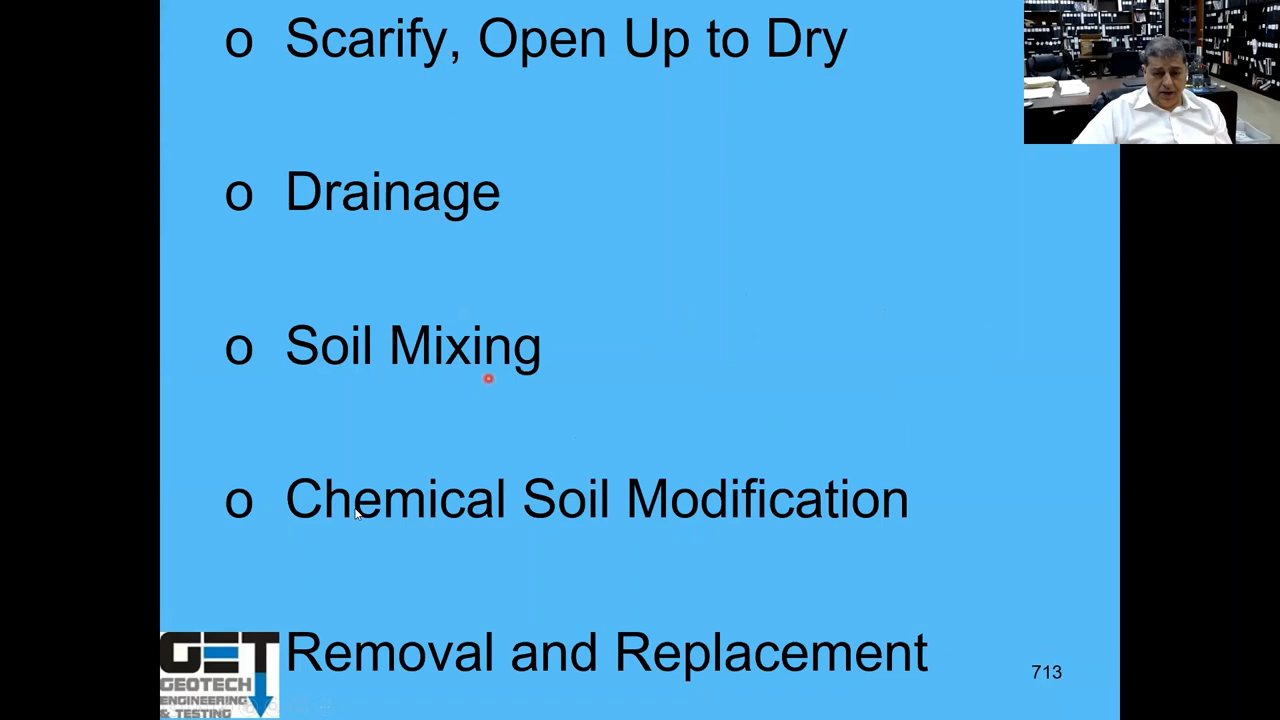 o Scarify, Open Up to Dry
o Drainage
o Soil Mixing
o Chemical Soil Modification
Removal and Replacement
713
GET
GEOTECH
ENGINEERING
& TESTING